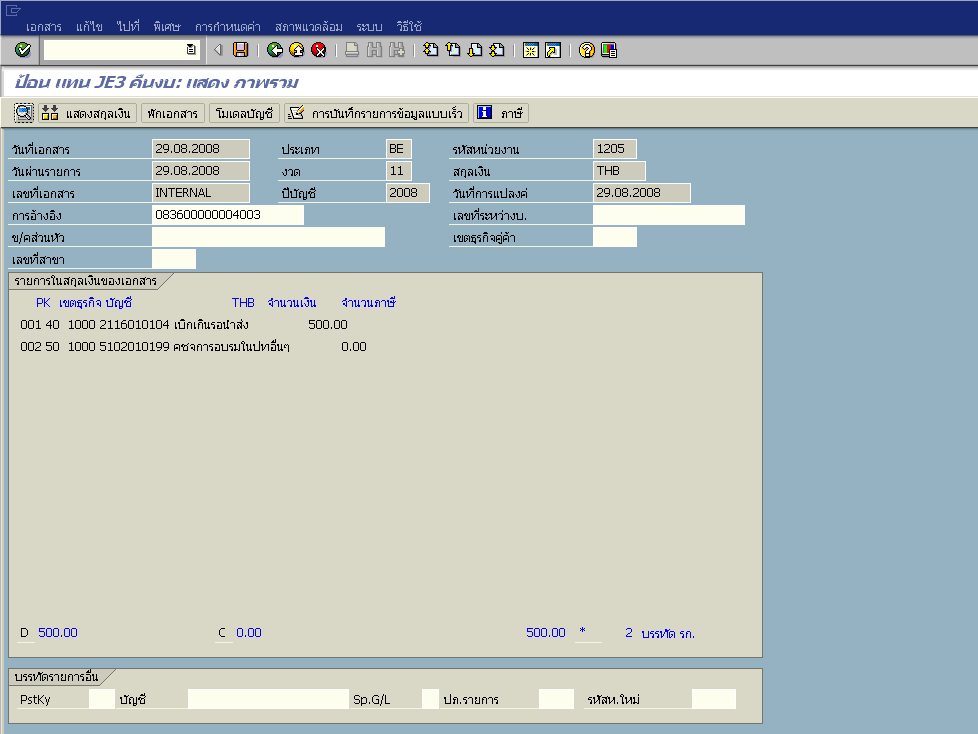 เอกสาร แก้ไข ไปที่ พิเศษ การกำหนดค่า สภาพแวดล้อม ระบบ วิธีใช้
ป้อน แทน JE3 คืนงบ: แสดง ภาพรวม
แสดงสกุลเงิน พักเอกสาร โมเดลบัญชี การบันทึกรายการข้อมูลแบบเร็ว ภาษี
วันที่เอกสาร 29.08.2008 ประเภท BE รหัสหน่วยงาน 1205
วันผ่านรายการ 29.08.2008 งวด 11 สกุลเงิน THB
เลขที่เอกสาร INTERNAL ปีบัญชี 2008 วันที่การแปลงค่ 29.08.2008
การอ้างอิง 083600000004003 เลขที่ระหว่างบ.
ข/คส่วนหัว เขตธุรกิจคู่ค้า
เลขที่สาขา
รายการในสกุลเงินของเอกสาร
PK เขตธุรกิจ บัญชี THB จำนวนเงิน จำนวนภาษี
001 40 1000 2116010104 เบิกเกินรอนำส่ง 500.00
002 50 1000 5102010199 คชจการอบรมในปทอื่นๆ 0.00
D 500.00 C 0.00 500.00 * 2 บรรทัด รก.
บรรทัดรายการอื่น
PstKy บัญชี Sp.G/L ปภ.รายการ รหัสห.ใหม่